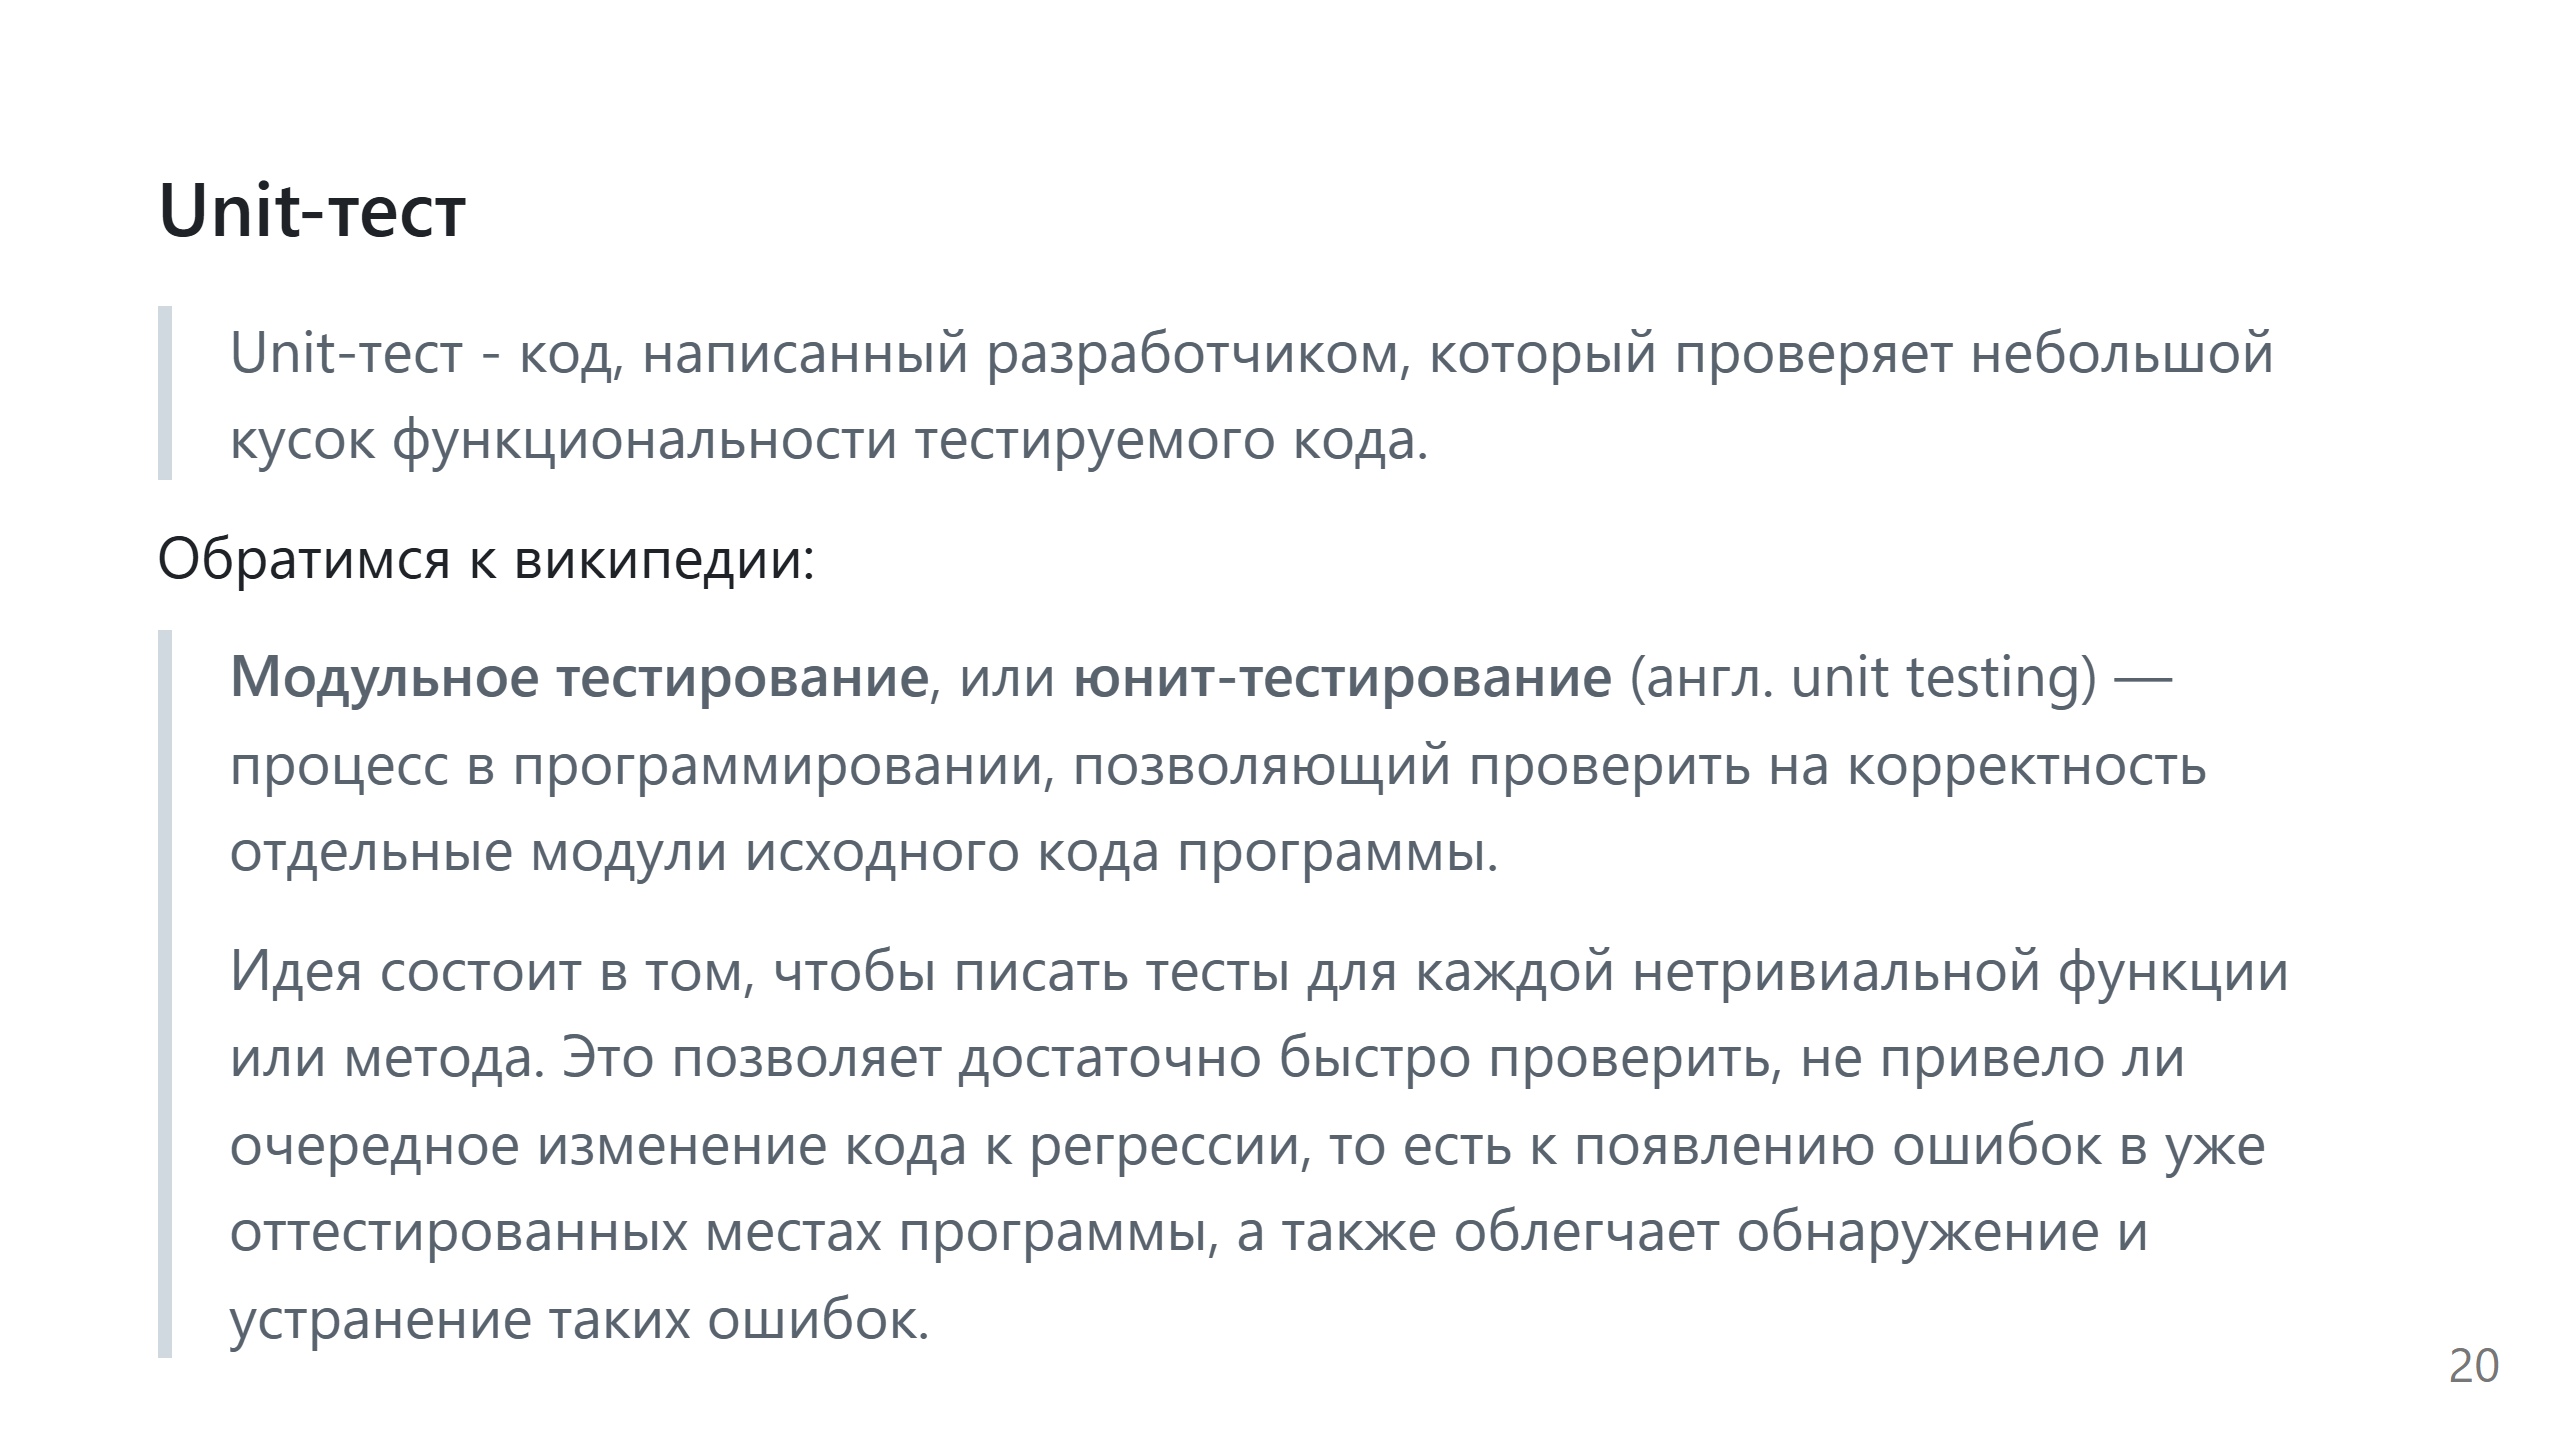 Unit-тест
Unit-тест - код, написанный разработчиком, который проверяет небольшой
кусок функциональности тестируемого кода.
Обратимся к википедии:
Модульное тестирование, или юнит-тестирование (англ. unit testing) —
процесс в программировании, позволяющий проверить на корректность
отдельные модули исходного кода программы.
Идея состоит в том, чтобы писать тесты для каждой нетривиальной функции
или метода. Это позволяет достаточно быстро проверить, не привело ли
очередное изменение кода к регрессии, то есть к появлению ошибок в уже
оттестированных местах программы, а также облегчает обнаружение и
устранение таких ошибок.
20